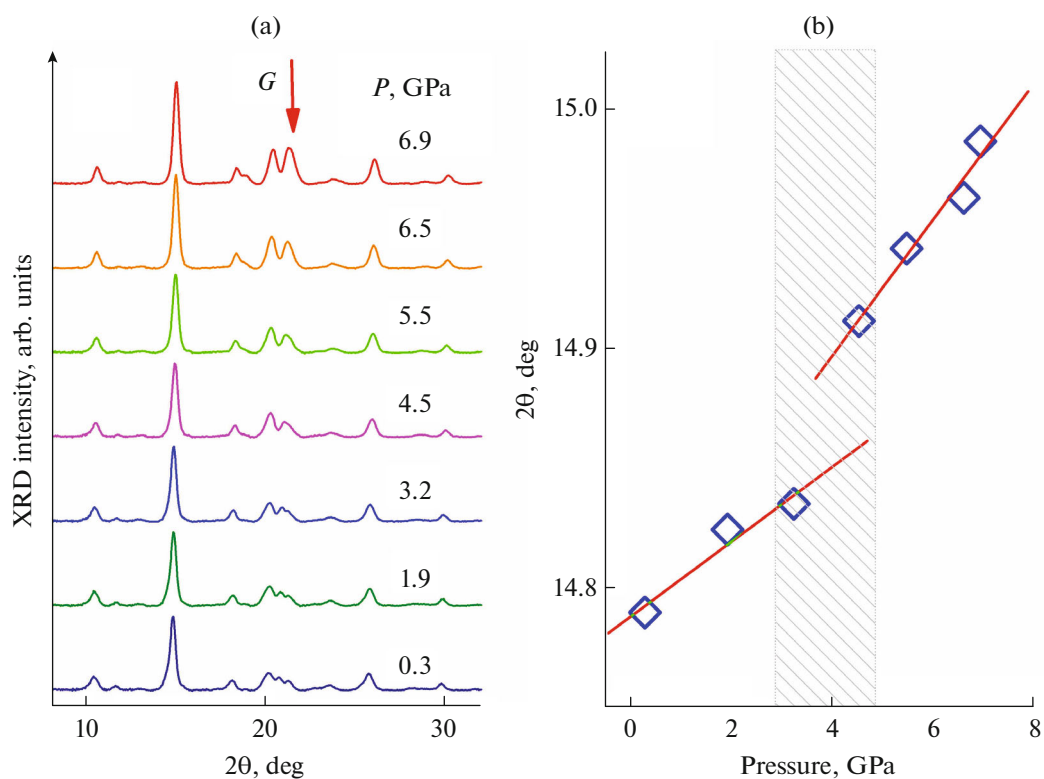 (a)
G
P, GPa
6.9
6.5
5.5
4.5
3.2
1.9
0.3
XRD intensity, arb. units
10
20
30
2θ, deg
(b)
15.0
14.9
14.8
2θ, deg
0
2
4
6
8
Pressure, GPa